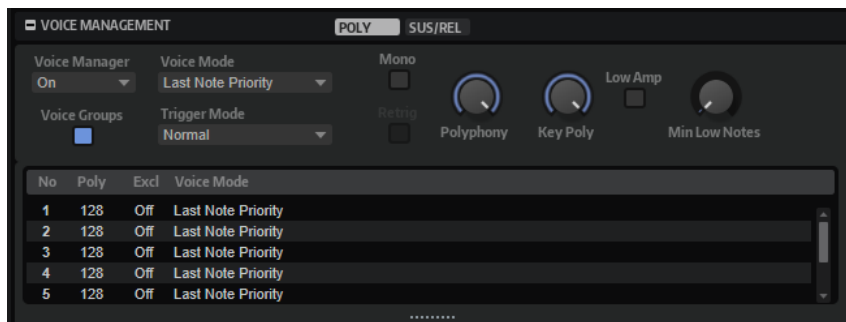 VOICE MANAGEMENT POLY SUS/REL
Voice Manager Voice Mode Mono
On Last Note Priority
Low Amp
Voice Groups Trigger Mode Retrig
Normal
Polyphony Key Poly Min Low Notes
No Poly Excl Voice Mode
1 128 Off Last Note Priority
2 128 Off Last Note Priority
3 128 Off Last Note Priority
4 128 Off Last Note Priority
5 128 Off Last Note Priority